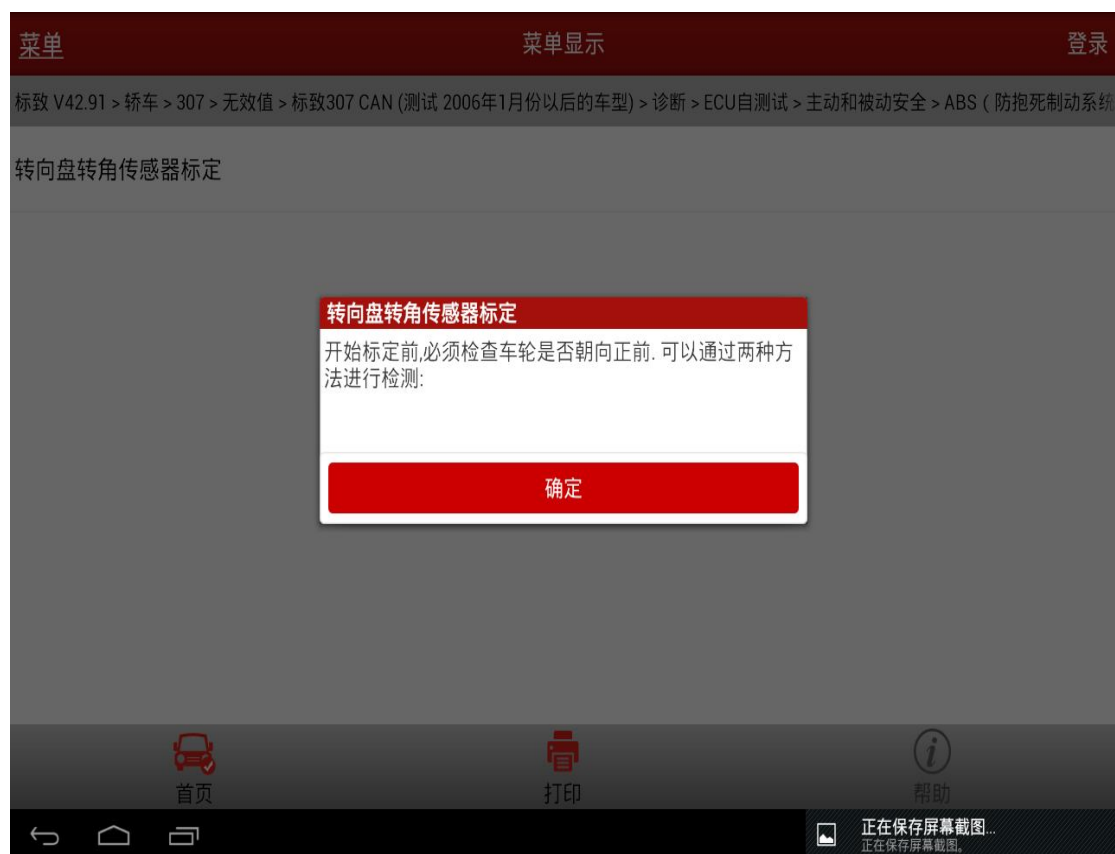 菜单
菜单显示
登录
标致 V42.91 > 轿车 > 307 > 无效值 > 标致307 CAN (测试 2006年1月份以后的车型) > 诊断 > ECU自测试 > 主动和被动安全 > ABS ( 防抱死制动系统
转向盘转角传感器标定
转向盘转角传感器标定
开始标定前,必须检查车轮是否朝向正前. 可以通过两种方
法进行检测:
确定
首页
打印
帮助
正在保存屏幕截图...
正在保存屏幕截图。